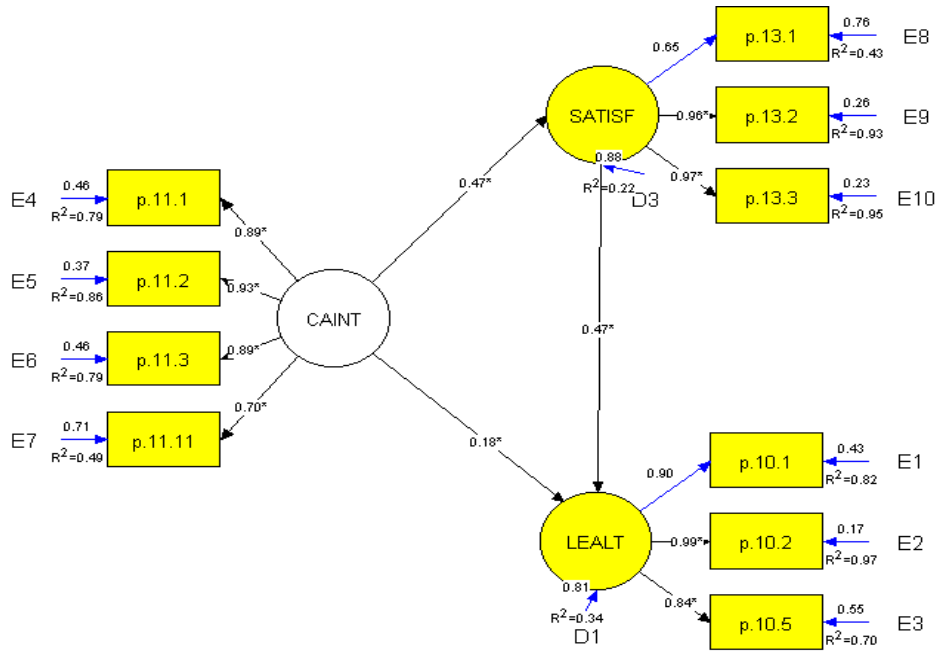 0.65
p.13.1
0.76
R²=0.43
E8
SATISF
0.96*
p.13.2
0.26
R²=0.93
E9
0.88
R²=0.22
D3
0.97*
p.13.3
0.23
R²=0.95
E10
E4
0.46
R²=0.79
p.11.1
0.89*
0.47*
E5
0.37
R²=0.86
p.11.2
0.93*
CAINT
E6
0.46
R²=0.79
p.11.3
0.89*
0.47*
E7
0.71
R²=0.49
p.11.11
0.70*
0.18*
0.90
p.10.1
0.43
R²=0.82
E1
LEALT
0.99*
p.10.2
0.17
R²=0.97
E2
0.81
R²=0.34
D1
0.84*
p.10.5
0.55
R²=0.70
E3